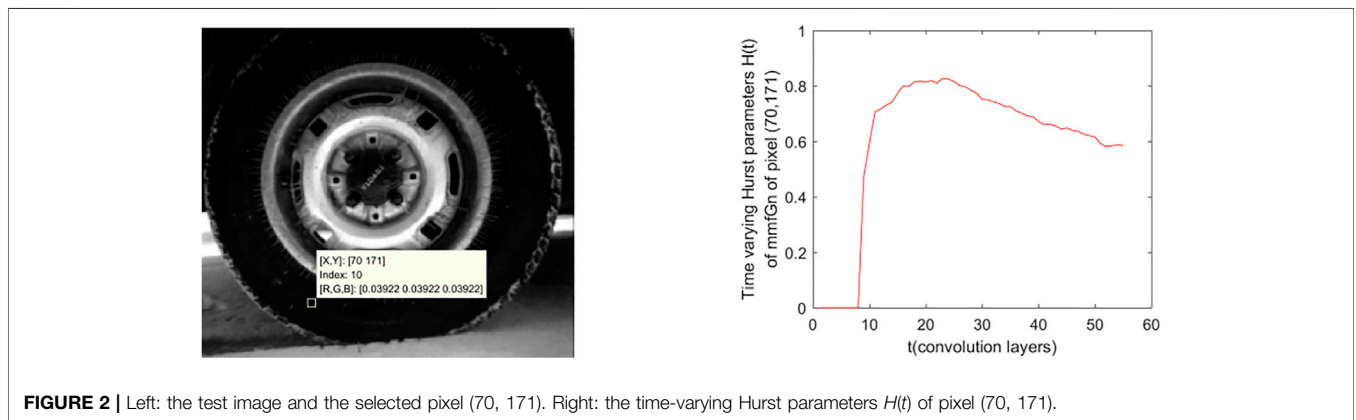 [X,Y]: [70 171]
Index: 10
[R,G,B]: [0.03922 0.03922 0.03922]
Time varying Hurst parameters H(t)
of mmfGn of pixel (70,171)
1
0.8
0.6
0.4
0.2
0
0 10 20 30 40 50 60
t(convolution layers)
FIGURE 2 | Left: the test image and the selected pixel (70, 171). Right: the time-varying Hurst parameters H(t) of pixel (70, 171).